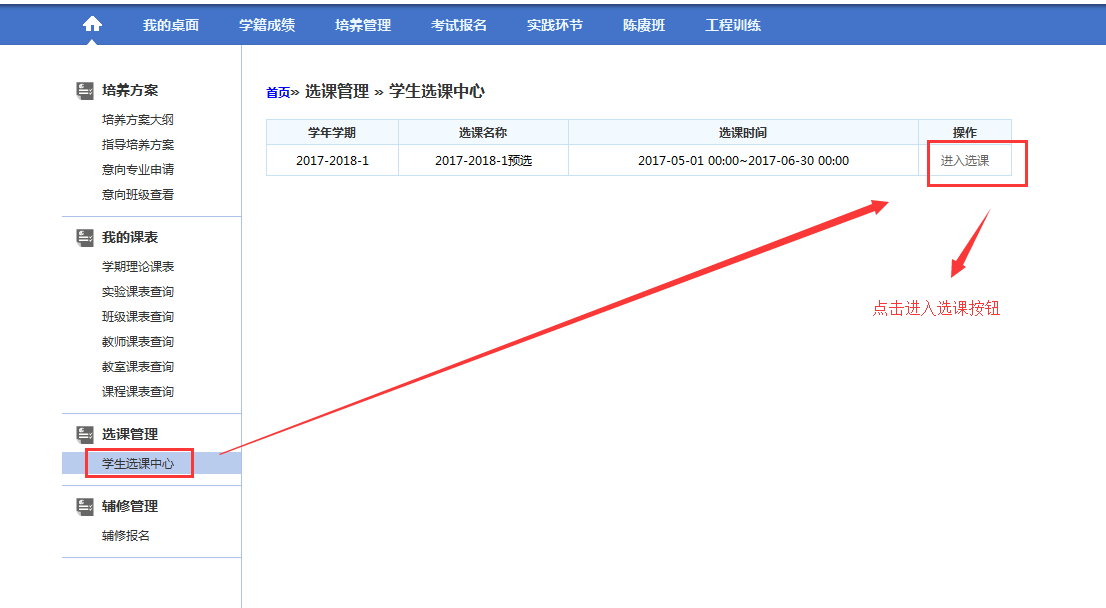 我的桌面 学籍成绩 培养管理 考试报名 实践环节 陈赓班 工程训练
培养方案
培养方案大纲
指导培养方案
意向专业申请
意向班级查看
我的课表
学期理论课表
实验课表查询
班级课表查询
教师课表查询
教室课表查询
课程课表查询
选课管理
学生选课中心
辅修管理
辅修报名
首页» 选课管理 » 学生选课中心
学年学期 选课名称 选课时间 操作
2017-2018-1 2017-2018-1预选 2017-05-01 00:00~2017-06-30 00:00 进入选课
点击进入选课按钮